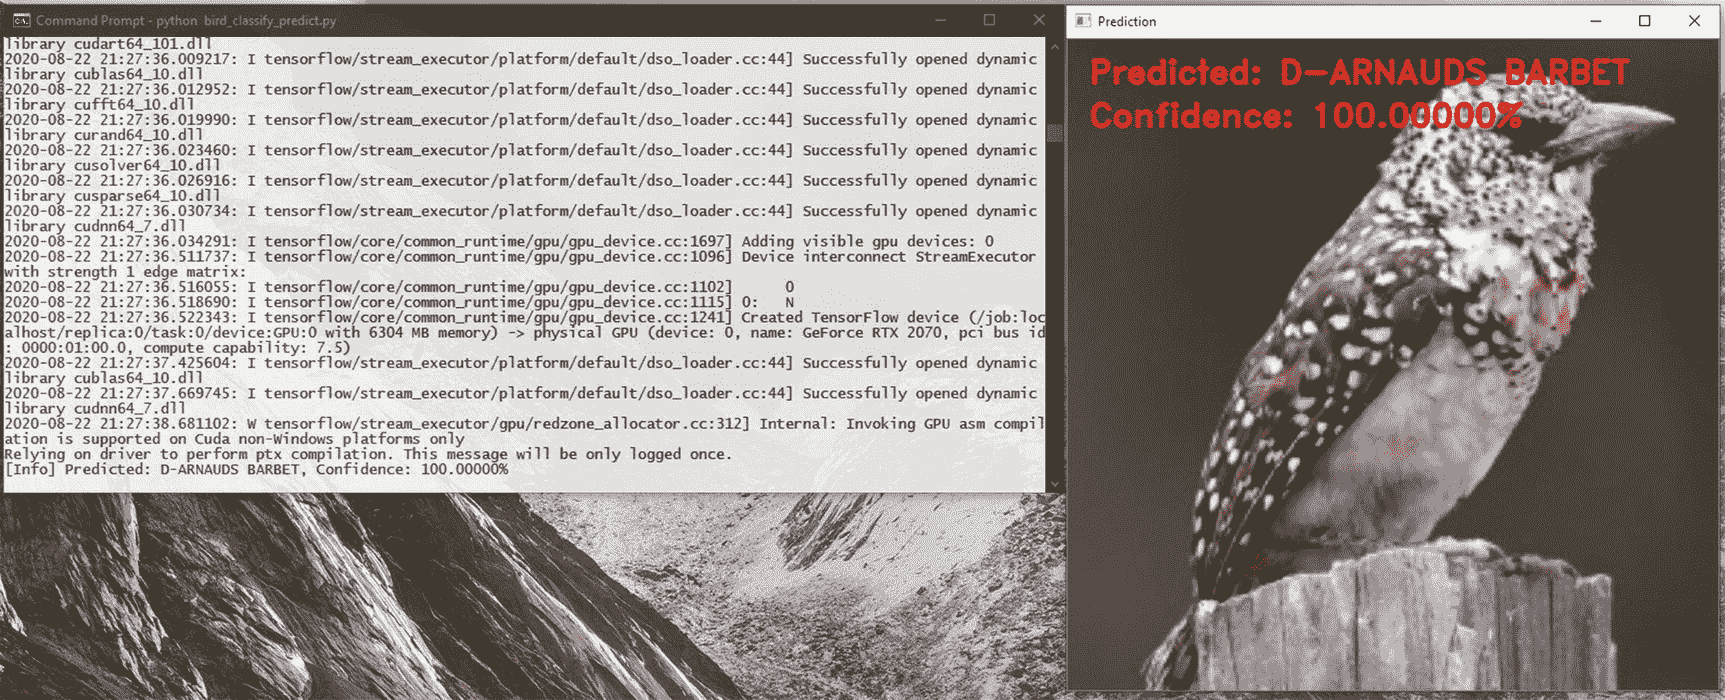 Command Prompt - python  bird_classify_predict.py
library cudart64_101.dll
2020-08-22 21:27:36.009217: I tensorflow/stream_executor/platform/default/dso_loader.cc:44] Successfully opened dynamic
library cublas64_10.dll
2020-08-22 21:27:36.012952: I tensorflow/stream_executor/platform/default/dso_loader.cc:44] Successfully opened dynamic
library cufft64_10.dll
2020-08-22 21:27:36.019990: I tensorflow/stream_executor/platform/default/dso_loader.cc:44] Successfully opened dynamic
library curand64_10.dll
2020-08-22 21:27:36.023460: I tensorflow/stream_executor/platform/default/dso_loader.cc:44] Successfully opened dynamic
library cusolver64_10.dll
2020-08-22 21:27:36.026916: I tensorflow/stream_executor/platform/default/dso_loader.cc:44] Successfully opened dynamic
library cusparse64_10.dll
2020-08-22 21:27:36.030734: I tensorflow/stream_executor/platform/default/dso_loader.cc:44] Successfully opened dynamic
library cudnn64_7.dll
2020-08-22 21:27:36.034291: I tensorflow/core/common_runtime/gpu/gpu_device.cc:1697] Adding visible gpu devices: 0
2020-08-22 21:27:36.511737: I tensorflow/core/common_runtime/gpu/gpu_device.cc:1096] Device interconnect StreamExecutor
with strength 1 edge matrix:
2020-08-22 21:27:36.516055: I tensorflow/core/common_runtime/gpu/gpu_device.cc:1102]      0
2020-08-22 21:27:36.518690: I tensorflow/core/common_runtime/gpu/gpu_device.cc:1115] 0:   N
2020-08-22 21:27:36.522343: I tensorflow/core/common_runtime/gpu/gpu_device.cc:1241] Created TensorFlow device (/job:loc
alhost/replica:0/task:0/device:GPU:0 with 6304 MB memory) -> physical GPU (device: 0, name: GeForce RTX 2070, pci bus id
: 0000:01:00.0, compute capability: 7.5)
2020-08-22 21:27:37.425604: I tensorflow/stream_executor/platform/default/dso_loader.cc:44] Successfully opened dynamic
library cublas64_10.dll
2020-08-22 21:27:37.669745: I tensorflow/stream_executor/platform/default/dso_loader.cc:44] Successfully opened dynamic
library cudnn64_7.dll
2020-08-22 21:27:38.681102: W tensorflow/stream_executor/gpu/redzone_allocator.cc:312] Internal: Invoking GPU asm compil
ation is supported on Cuda non-Windows platforms only
Relying on driver to perform ptx compilation. This message will be only logged once.
[Info] Predicted: D-ARNAUDS BARBET, Confidence: 100.00000%
Prediction
Predicted: D-ARNAUDS BARBET
Confidence: 100.00000%